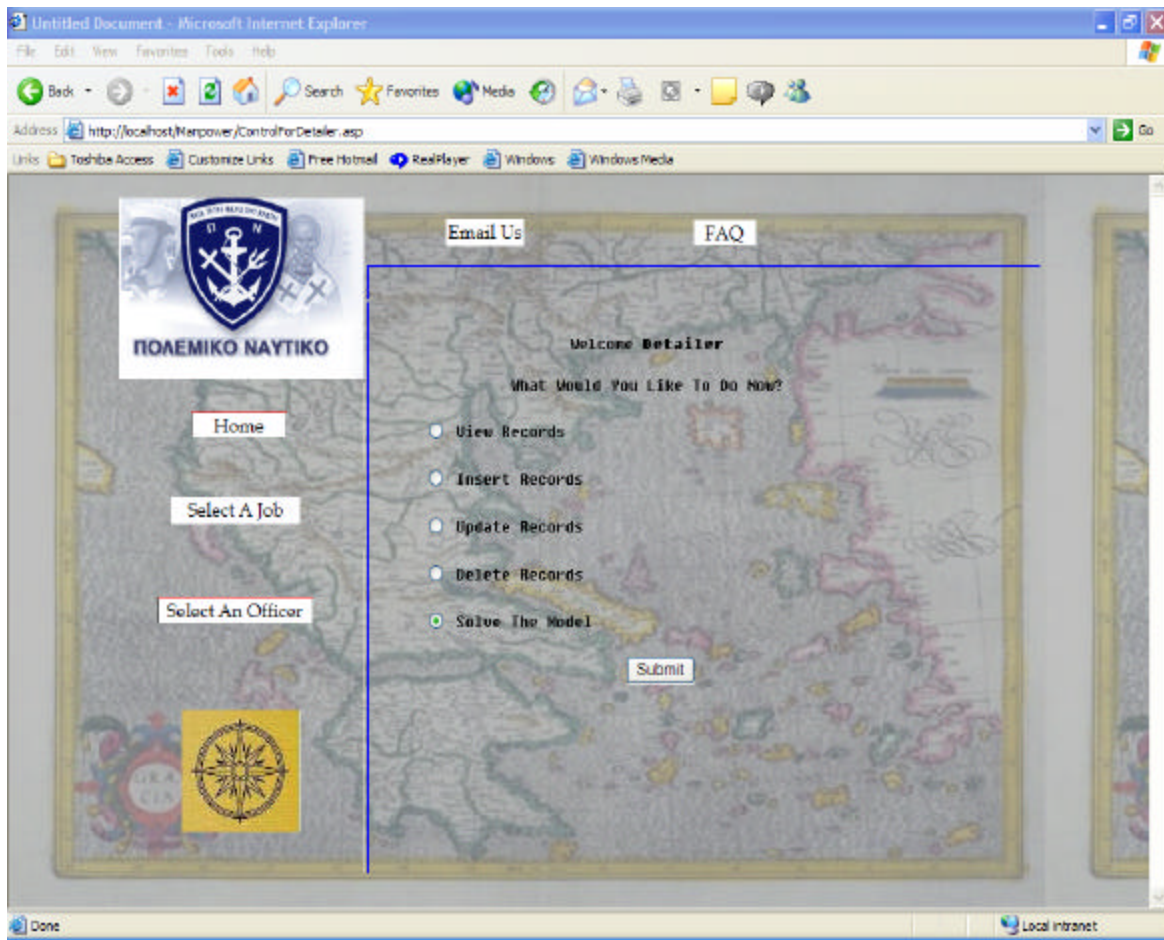 Untitled Document - Microsoft Internet Explorer
File Edit View Favorites Tools Help
Back Search Favorites Media
Address http://localhost/Manpower/ControlForDetailer.asp Go
Links Toshiba Access Customize Links Free Hotmail RealPlayer Windows Windows Media
Π Ν
ΠΟΛΕΜΙΚΟ ΝΑΥΤΙΚΟ
Email Us FAQ
Welcome Detailer
What Would You Like To Do Now?
Home
View Records
Insert Records
Select A Job
Update Records
Delete Records
Select An Officer
Solve The Model
Submit
GRÆ
CIA
Done Local intranet